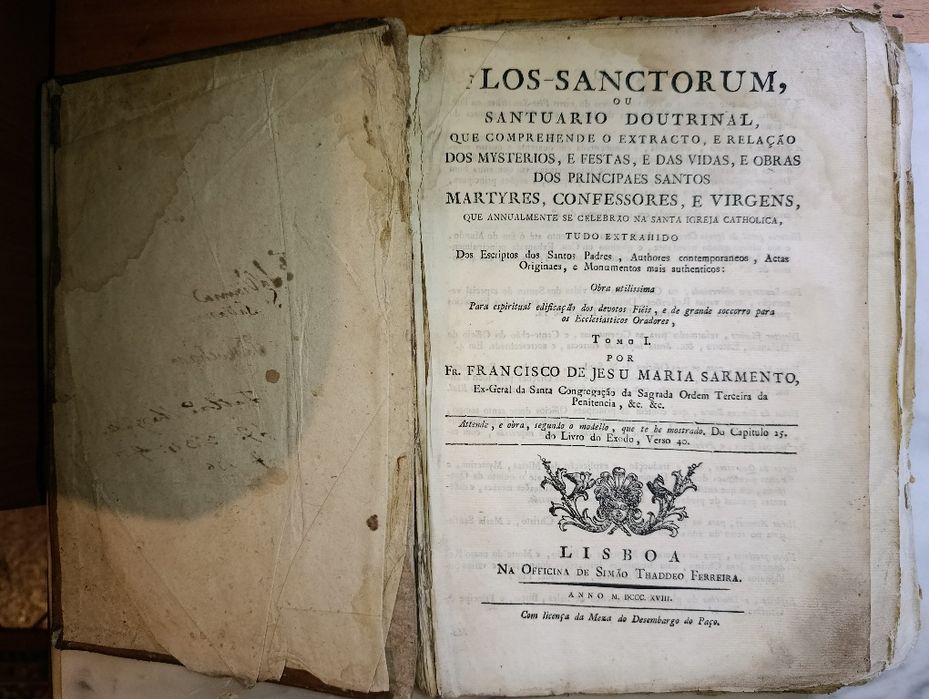 LOS-SANCTORUM,
OU
SANTUARIO DOUTRINAL,
QUE COMPREHENDE O EXTRACTO, E RELAÇÃO
DOS MYSTERIOS, E FESTAS, E DAS VIDAS, E OBRAS
DOS PRINCIPAES SANTOS
MARTYRES, CONFESSORES, E VIRGENS,
QUE ANNUALMENTE SE CELEBRÃO NA SANTA IGREJA CATHOLICA,
TUDO EXTRAHIDO
Dos Escriptos dos Santos Padres, Authores contemporaneos, Actas
Originaes, e Monumentos mais authenticos:
Obra utilissima
Para espiritual edificação dos devotos Fiéis, e de grande soccorro para
os Ecclesiasticos Oradores,
TOMO I.
POR
FR. FRANCISCO DE JESU MARIA SARMENTO,
Ex-Geral da Santa Congregação da Sagrada Ordem Terceira da
Penitencia, &c. &c.
Attende, e obra, segundo o modello, que te he mostrado. Do Capitulo 25.
do Livro do Exodo, Verso 40.
LISBOA
NA OFFICINA DE SIMÃO THADDEO FERREIRA.
ANNO M. DCCC. XVIII.
Com licença da Meza do Desembargo do Paço.